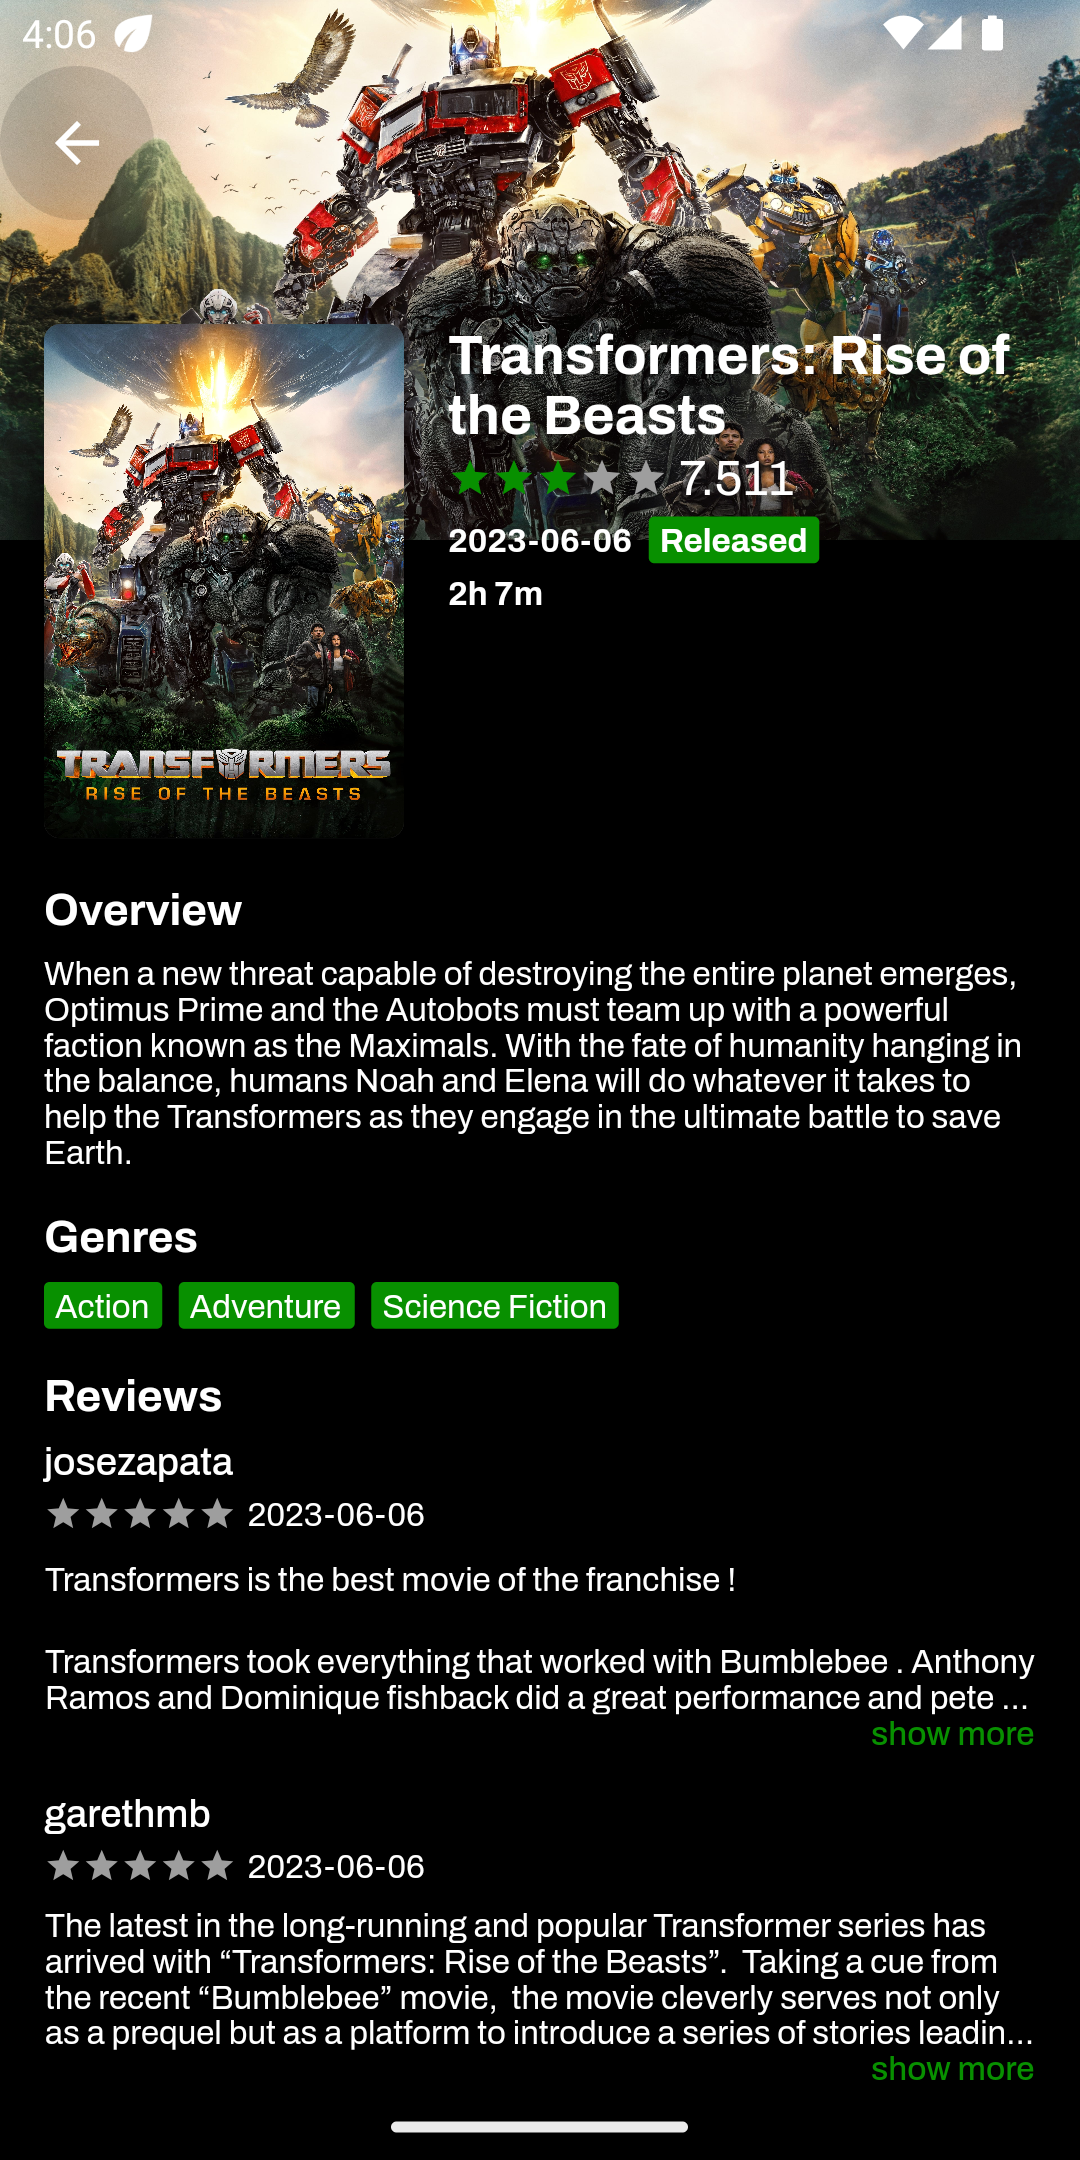 4:06
Transformers: Rise of
the Beasts
7.511
2023-06-06 Released
2h 7m
TRANSFORMERS
RISE OF THE BEASTS
Overview
When a new threat capable of destroying the entire planet emerges,
Optimus Prime and the Autobots must team up with a powerful
faction known as the Maximals. With the fate of humanity hanging in
the balance, humans Noah and Elena will do whatever it takes to
help the Transformers as they engage in the ultimate battle to save
Earth.
Genres
Action Adventure Science Fiction
Reviews
josezapata
2023-06-06
Transformers is the best movie of the franchise !
Transformers took everything that worked with Bumblebee . Anthony
Ramos and Dominique fishback did a great performance and pete ...
show more
garethmb
2023-06-06
The latest in the long-running and popular Transformer series has
arrived with “Transformers: Rise of the Beasts”.  Taking a cue from
the recent “Bumblebee” movie,  the movie cleverly serves not only
as a prequel but as a platform to introduce a series of stories leadin...
show more